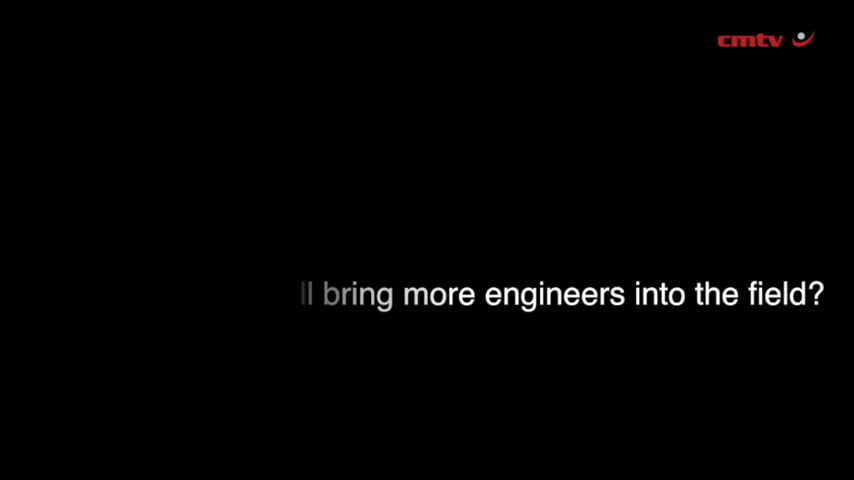 cmtv
ll bring more engineers into the field?